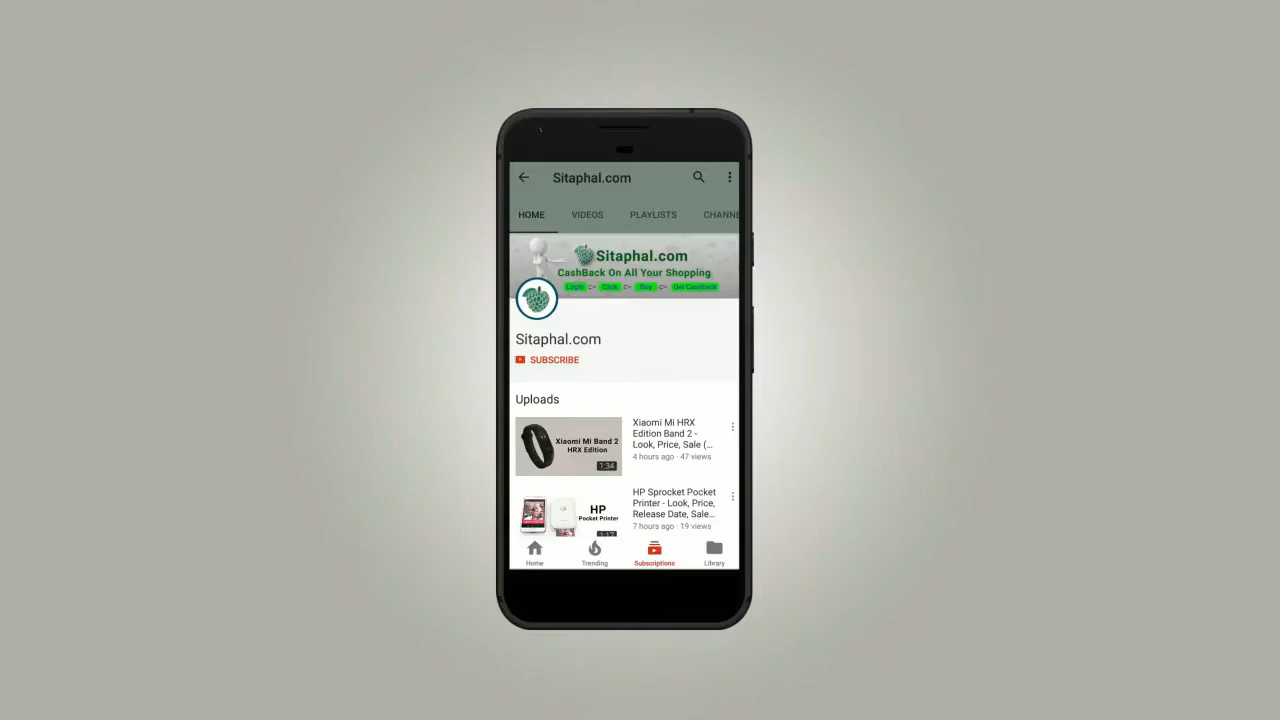 Sitaphal.com
HOME VIDEOS PLAYLISTS CHANNE
Sitaphal.com
CashBack On All Your Shopping
Login Click Buy Get Cashback
Sitaphal.com
SUBSCRIBE
Uploads
Xiaomi Mi Band 2
HRX Edition
1:34
Xiaomi Mi HRX
Edition Band 2 -
Look, Price, Sale (...
4 hours ago · 47 views
HP
Pocket Printer
1:17
HP Sprocket Pocket
Printer - Look, Price,
Release Date, Sale...
7 hours ago · 19 views
Home Trending Subscriptions Library